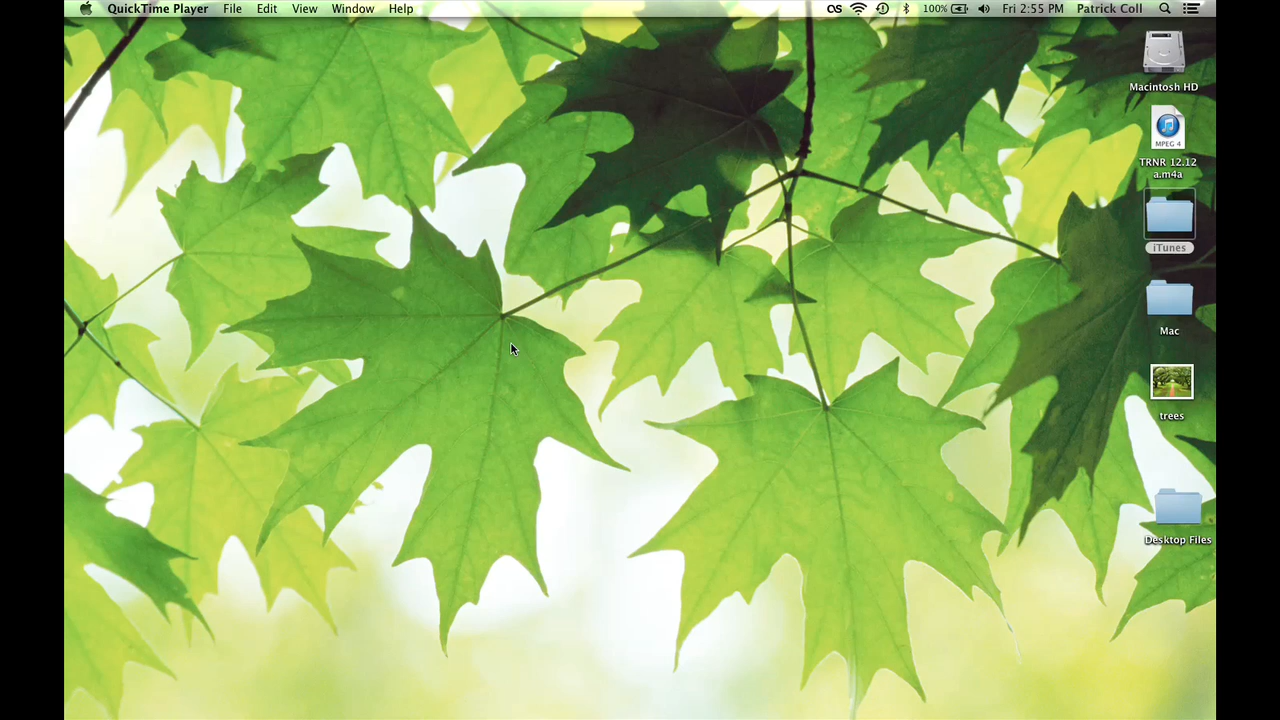 QuickTime Player File Edit View Window Help 100% Fri 2:55 PM Patrick Coll
Macintosh HD
MPEG 4
TRNR 12.12
a.m4a
iTunes
Mac
trees
Desktop Files